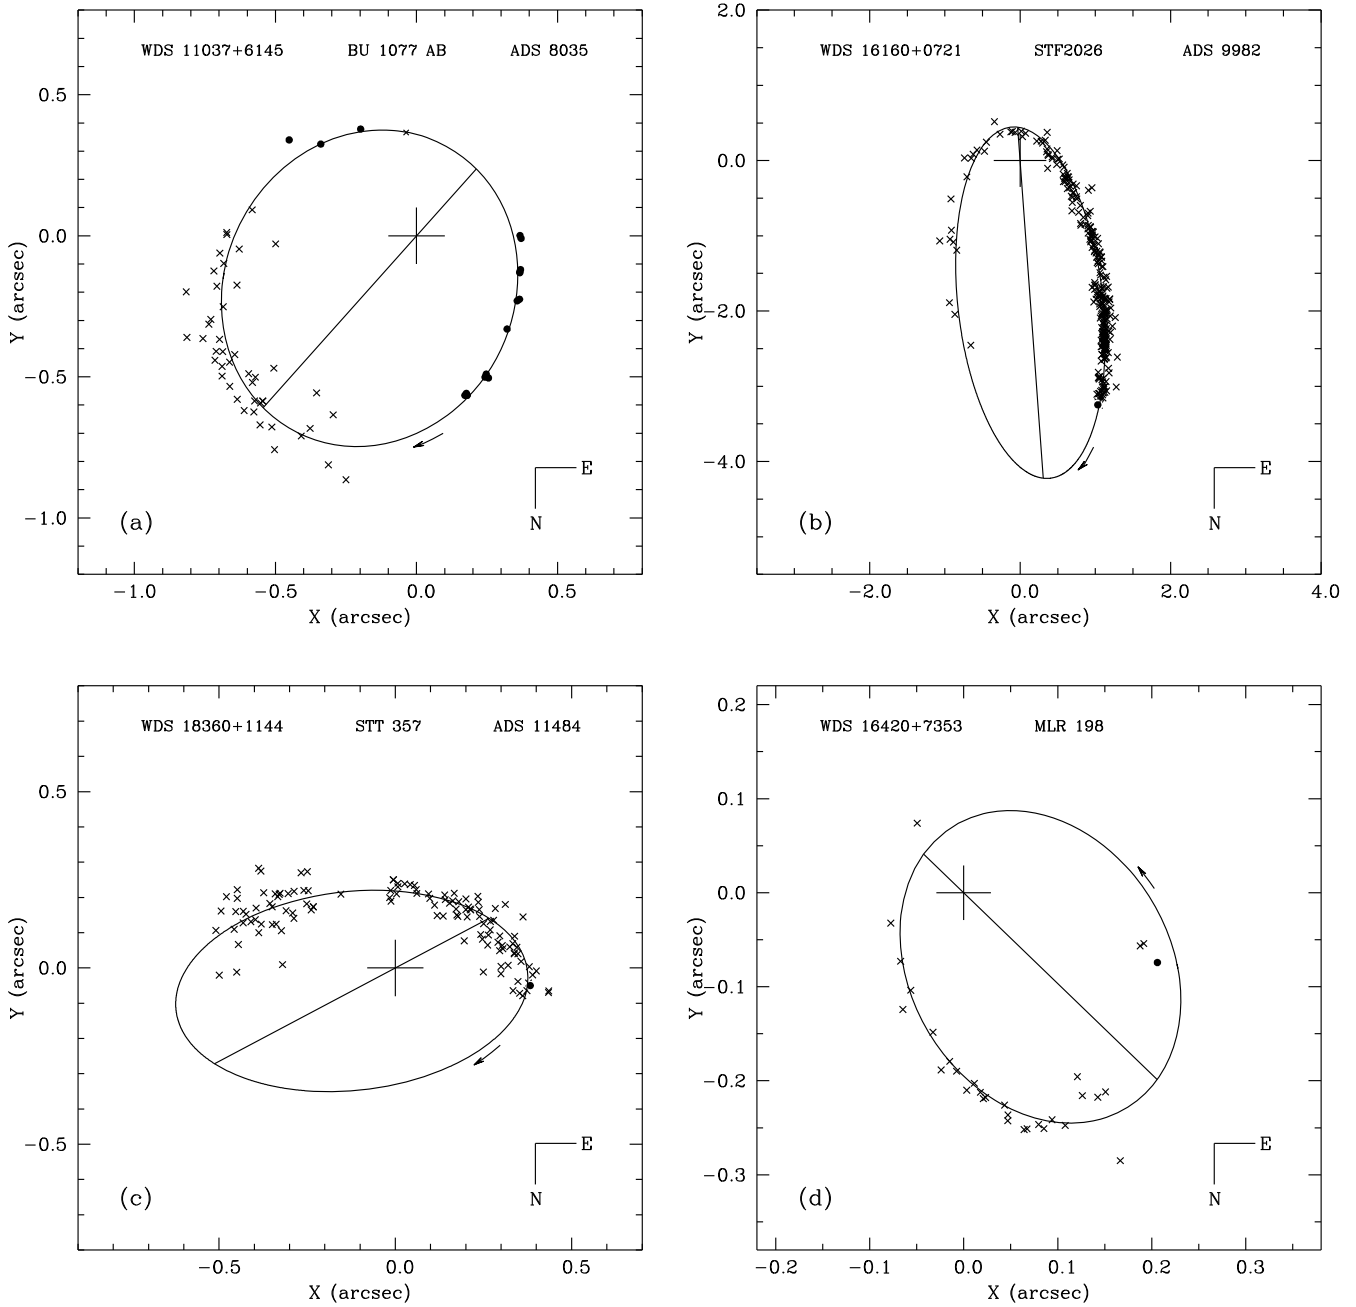 WDS 11037+6145 BU 1077 AB ADS 8035
0.5
0.0
−0.5
−1.0
Y (arcsec)
E
N
(a)
−1.0 −0.5 0.0 0.5
X (arcsec)
2.0
WDS 16160+0721 STF2026 ADS 9982
0.0
−2.0
−4.0
Y (arcsec)
E
N
(b)
−2.0 0.0 2.0 4.0
X (arcsec)
WDS 18360+1144 STT 357 ADS 11484
0.5
0.0
−0.5
Y (arcsec)
E
N
(c)
−0.5 0.0 0.5
X (arcsec)
0.2
WDS 16420+7353 MLR 198
0.1
0.0
−0.1
−0.2
−0.3
Y (arcsec)
E
N
(d)
−0.2 −0.1 0.0 0.1 0.2 0.3
X (arcsec)